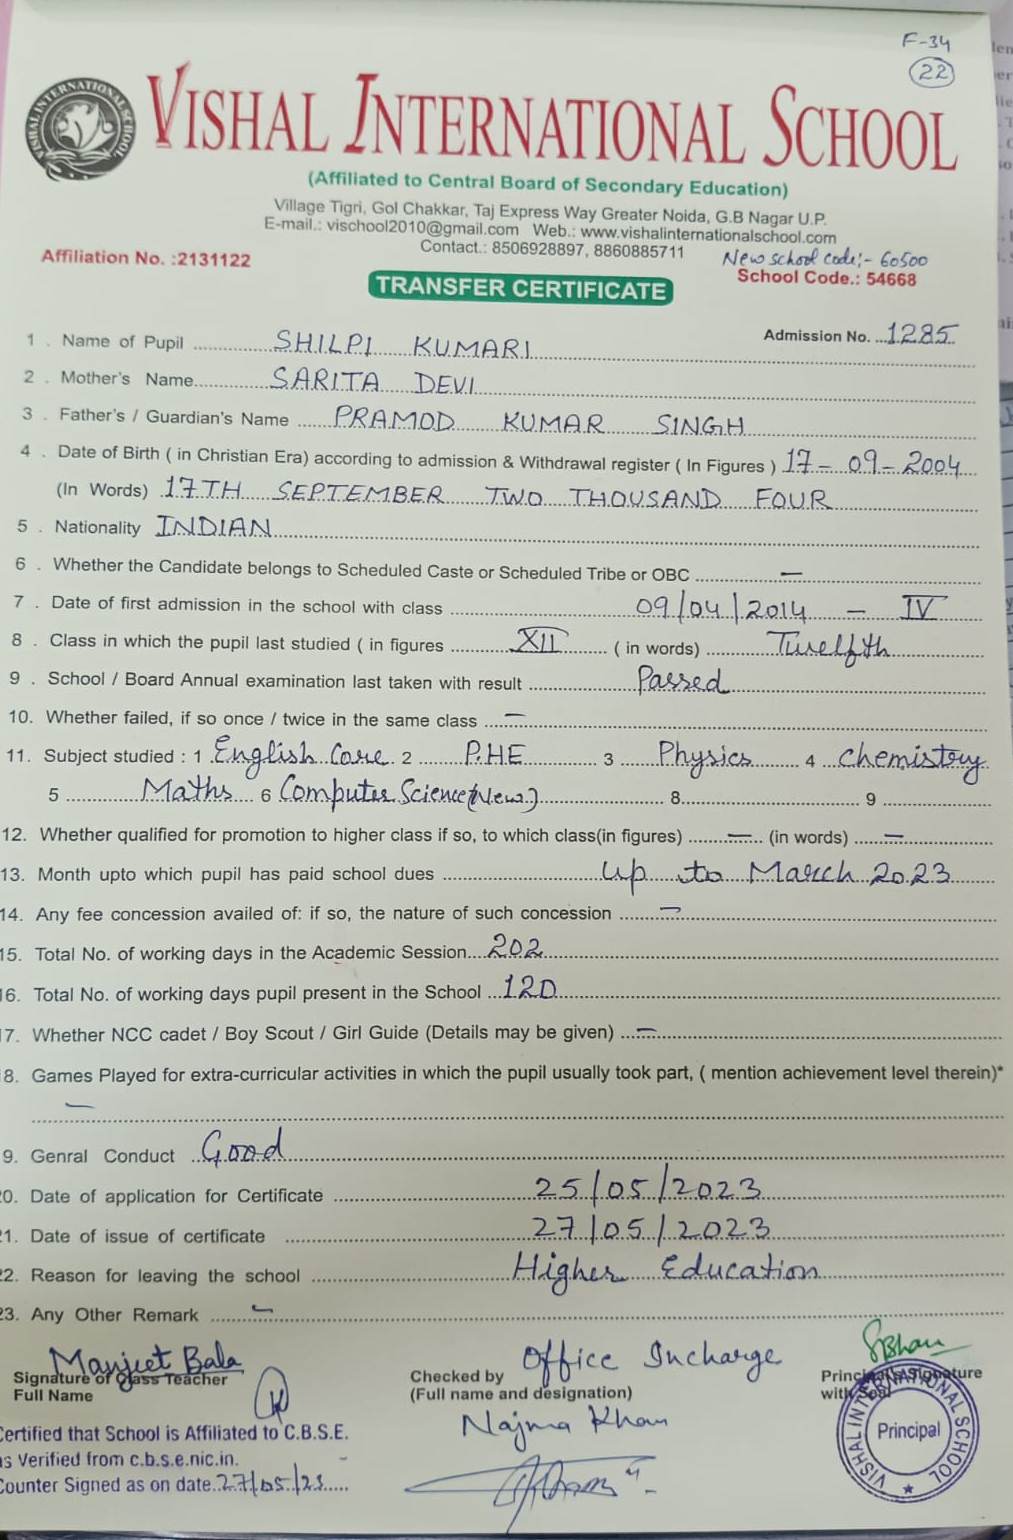 F-34
22
VISHAL INTERNATIONAL SCHOOL
VISHAL INTERNATIONAL SCHOOL
(Affiliated to Central Board of Secondary Education)
Village Tigri, Gol Chakkar, Taj Express Way Greater Noida, G.B Nagar U.P.
E-mail.: vischool2010@gmail.com Web.: www.vishalinternationalschool.com
Contact.: 8506928897, 8860885711
New school code:- 60500
Affiliation No. :2131122
School Code.: 54668
TRANSFER CERTIFICATE
Admission No. ...1285
1 . Name of Pupil .......... SHILPI KUMARI
2 . Mother's Name.......... SARITA DEVI
3 . Father's / Guardian's Name ...... PRAMOD KUMAR SINGH
4 . Date of Birth ( in Christian Era) according to admission & Withdrawal register ( In Figures ) 17-09-2004
(In Words) 17TH SEPTEMBER TWO THOUSAND FOUR
5 . Nationality INDIAN
6 . Whether the Candidate belongs to Scheduled Caste or Scheduled Tribe or OBC .......... —
7 . Date of first admission in the school with class .......... 09/04/2014 - IV
8 . Class in which the pupil last studied ( in figures .......... XII ....... ( in words) .......... Twelfth
9 . School / Board Annual examination last taken with result .......... Passed
10. Whether failed, if so once / twice in the same class .... —
11. Subject studied : 1 English Core 2 ....... P.HE .......... 3 ...... Physics ....... 4 ... Chemistry
5 .......... Maths .... 6 Computer Science(New) .......... 8.......... 9 ..........
12. Whether qualified for promotion to higher class if so, to which class(in figures) ....... — .... (in words) .... —
13. Month upto which pupil has paid school dues .......... up to March 2023
14. Any fee concession availed of: if so, the nature of such concession ...... —
15. Total No. of working days in the Academic Session... 202
16. Total No. of working days pupil present in the School ...120
17. Whether NCC cadet / Boy Scout / Girl Guide (Details may be given) ... —
8. Games Played for extra-curricular activities in which the pupil usually took part, ( mention achievement level therein)*
—
9. Genral Conduct .. Good
0. Date of application for Certificate .......... 25/05/2023
1. Date of issue of certificate .......... 27/05/2023
2. Reason for leaving the school .......... Higher Education
23. Any Other Remark ....... —
Manjeet Bala
Signature of Class Teacher
Full Name
Checked by Office Incharge
(Full name and designation)
Najma Khan
Principal's Signature
with Seal
VISHAL INTERNATIONAL SCHOOL
Principal
Certified that School is Affiliated to C.B.S.E.
as Verified from c.b.s.e.nic.in.
Counter Signed as on date..27/05/23.....